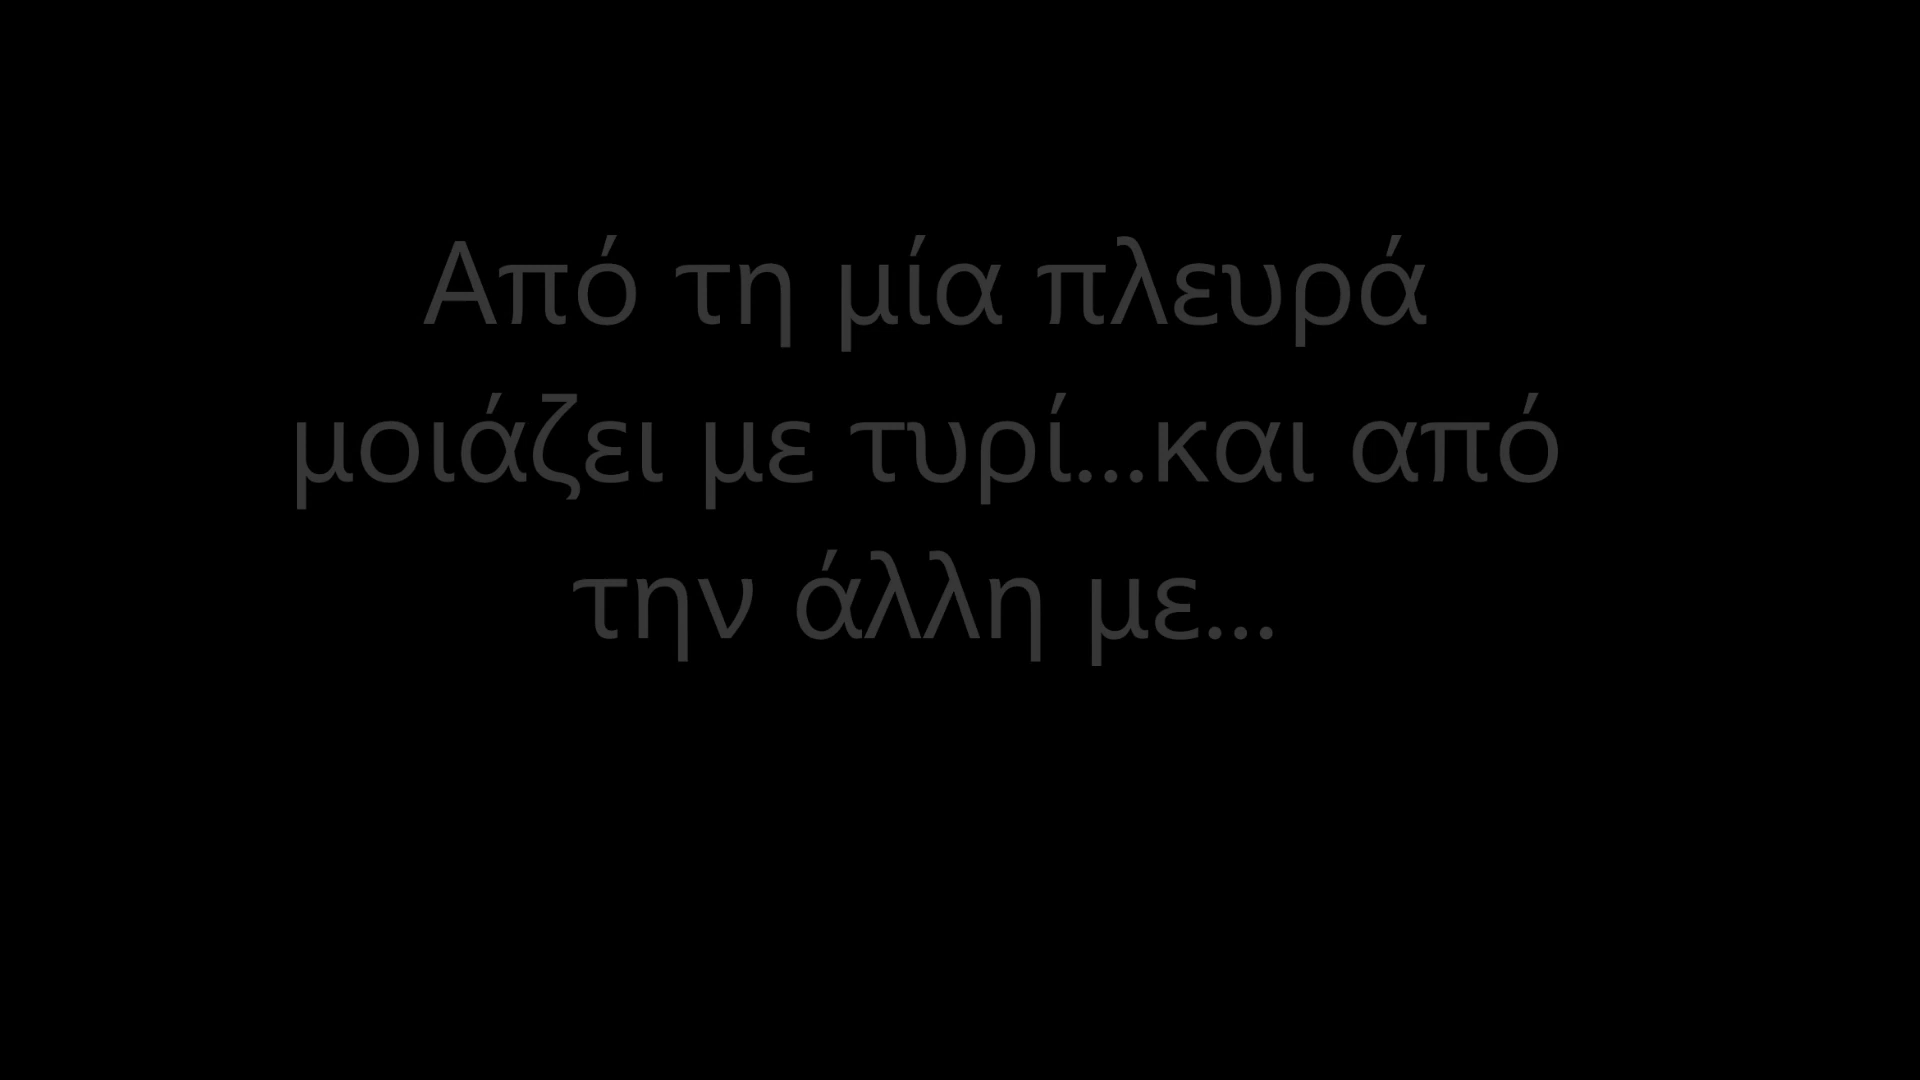 Από τη μία πλευρά
μοιάζει με τυρί...και από
την άλλη με...